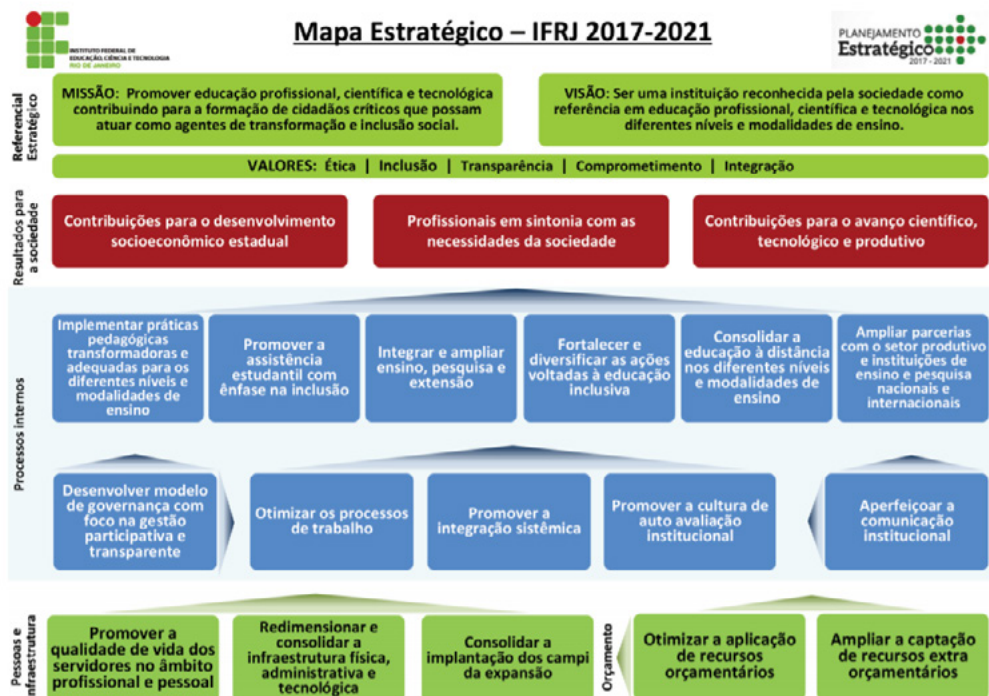 INSTITUTO FEDERAL DE
EDUCAÇÃO, CIÊNCIA E TECNOLOGIA
RIO DE JANEIRO
Mapa Estratégico – IFRJ 2017-2021
PLANEJAMENTO
Estratégico
2017 - 2021
Referencial
Estratégico
MISSÃO: Promover educação profissional, científica e tecnológica
contribuindo para a formação de cidadãos críticos que possam
atuar como agentes de transformação e inclusão social.
VISÃO: Ser uma instituição reconhecida pela sociedade como
referência em educação profissional, científica e tecnológica nos
diferentes níveis e modalidades de ensino.
VALORES: Ética | Inclusão | Transparência | Comprometimento | Integração
Resultados para
a sociedade
Contribuições para o desenvolvimento
socioeconômico estadual
Profissionais em sintonia com as
necessidades da sociedade
Contribuições para o avanço científico,
tecnológico e produtivo
Processos internos
Implementar práticas
pedagógicas
transformadoras e
adequadas para os
diferentes níveis e
modalidades de
ensino
Promover a
assistência
estudantil com
ênfase na inclusão
Integrar e ampliar
ensino, pesquisa e
extensão
Fortalecer e
diversificar as ações
voltadas à educação
inclusiva
Consolidar a
educação à distância
nos diferentes níveis
e modalidades de
ensino
Ampliar parcerias
com o setor produtivo
e instituições de
ensino e pesquisa
nacionais e
internacionais
Desenvolver modelo
de governança com
foco na gestão
participativa e
transparente
Otimizar os processos
de trabalho
Promover a
integração sistêmica
Promover a cultura de
auto avaliação
institucional
Aperfeiçoar a
comunicação
institucional
Pessoas e
infraestrutura
Promover a
qualidade de vida dos
servidores no âmbito
profissional e pessoal
Redimensionar e
consolidar a
infraestrutura física,
administrativa e
tecnológica
Consolidar a
implantação dos campi
da expansão
Orçamento
Otimizar a aplicação
de recursos
orçamentários
Ampliar a captação
de recursos extra
orçamentários